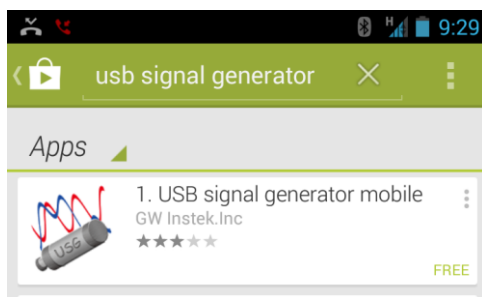 H 9:29
usb signal generator
Apps
1. USB signal generator mobile
GW Instek.Inc
USG
FREE